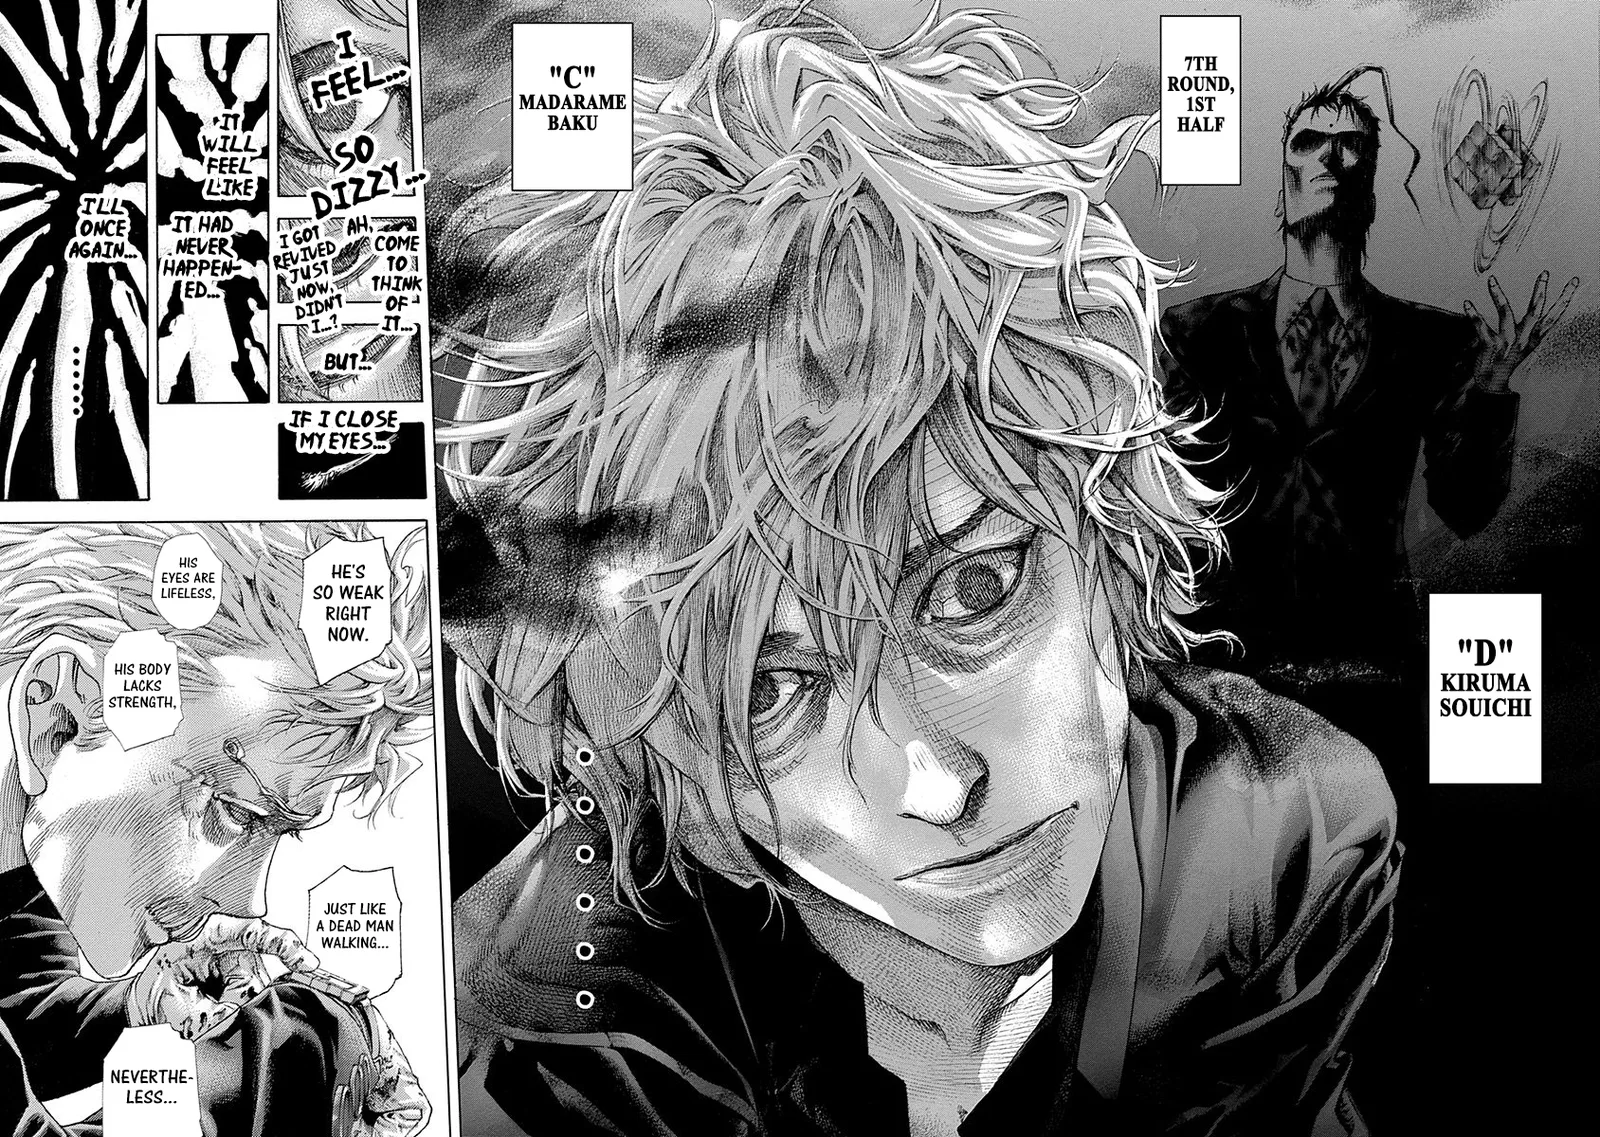 7TH
ROUND,
1ST
HALF
"D"
KIRUMA
SOUICHI
"C"
MADARAME
BAKU
I
FEEL...
SO
DIZZY...
AH,
COME
TO
THINK
OF
IT...
I GOT
REVIVED
JUST
NOW,
DIDN'T
I...?
BUT...
IF I CLOSE
MY EYES...
IT
WILL
FEEL
LIKE
IT HAD
NEVER
HAPPEN-
ED...
I'LL
ONCE
AGAIN...
HE'S
SO WEAK
RIGHT
NOW.
HIS
EYES ARE
LIFELESS,
HIS BODY
LACKS
STRENGTH,
JUST LIKE
A DEAD MAN
WALKING...
NEVERTHE-
LESS...